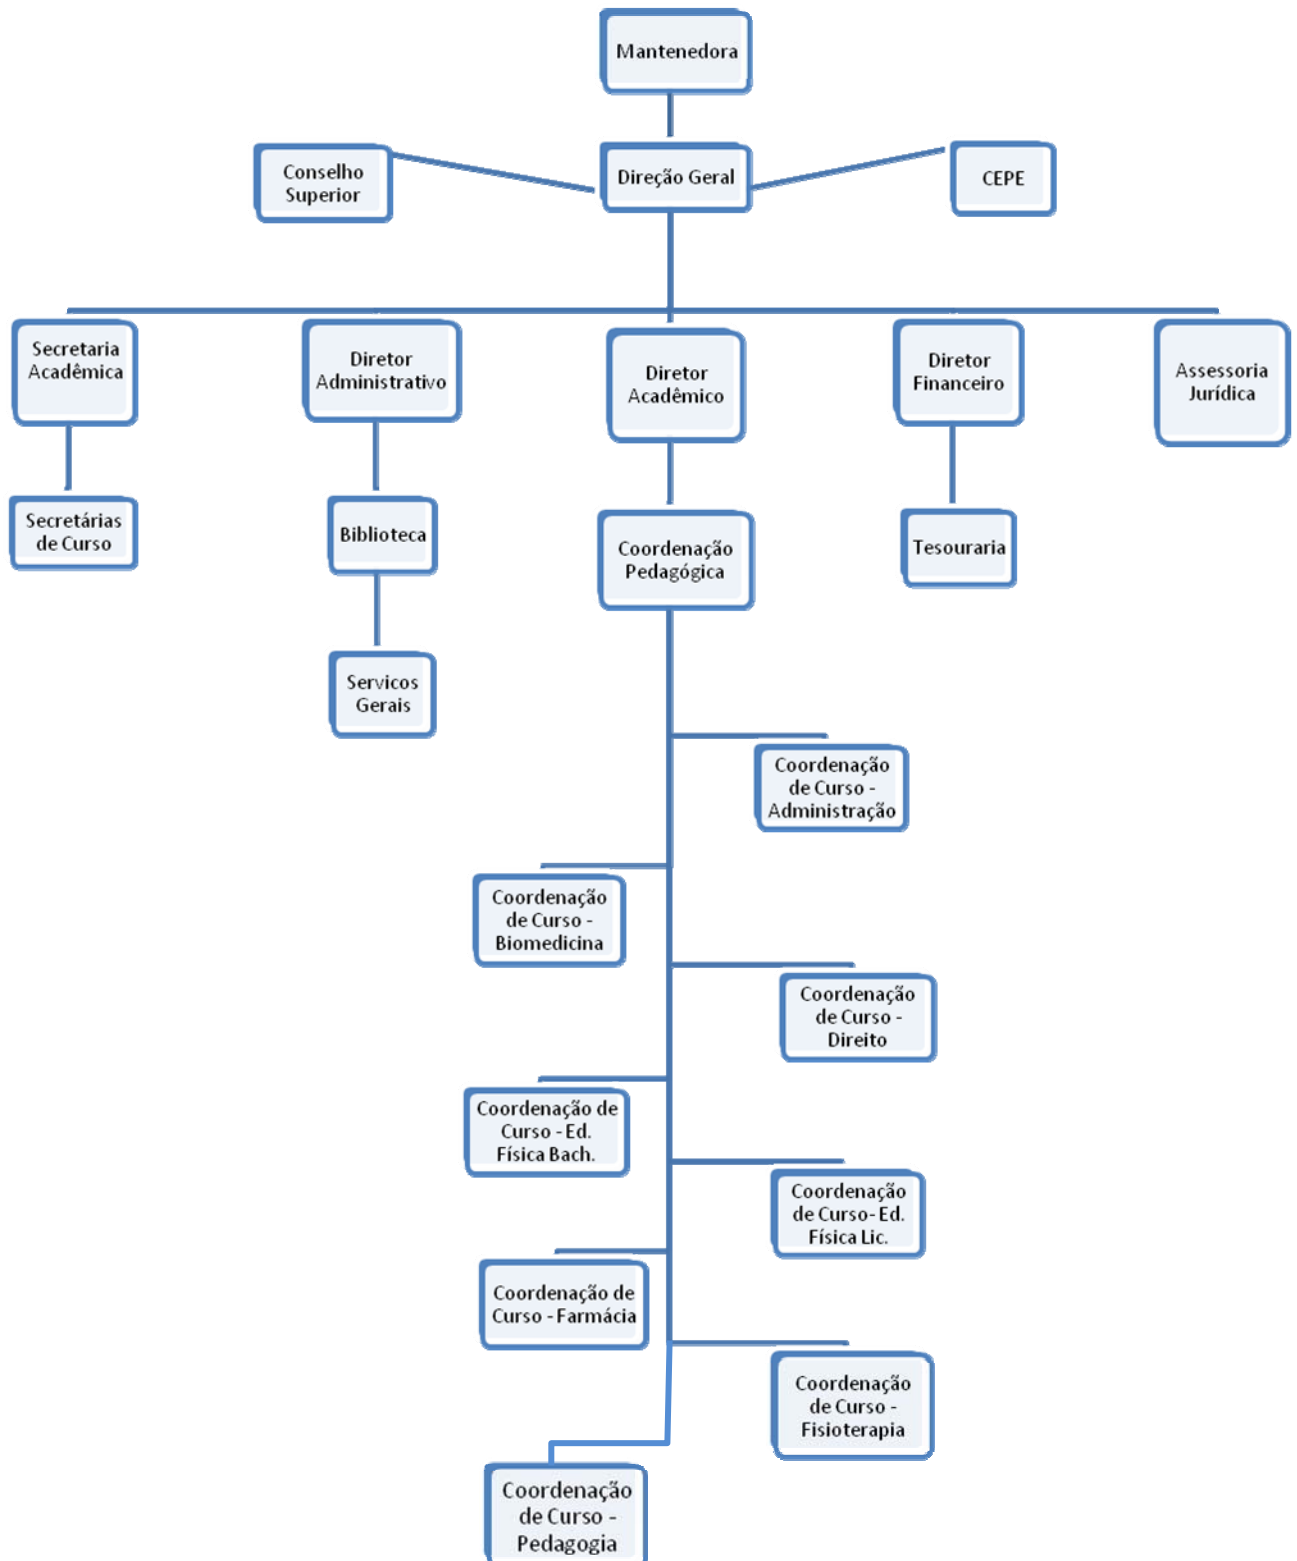 Mantenedora
Conselho
Superior
Direção Geral
CEPE
Secretaria
Acadêmica
Diretor
Administrativo
Diretor
Acadêmico
Diretor
Financeiro
Assessoria
Jurídica
Secretárias
de Curso
Biblioteca
Coordenação
Pedagógica
Tesouraria
Servicos
Gerais
Coordenação
de Curso -
Administração
Coordenação
de Curso -
Biomedicina
Coordenação
de Curso -
Direito
Coordenação de
Curso - Ed.
Física Bach.
Coordenação
de Curso- Ed.
Física Lic.
Coordenação de
Curso - Farmácia
Coordenação
de Curso -
Fisioterapia
Coordenação
de Curso -
Pedagogia